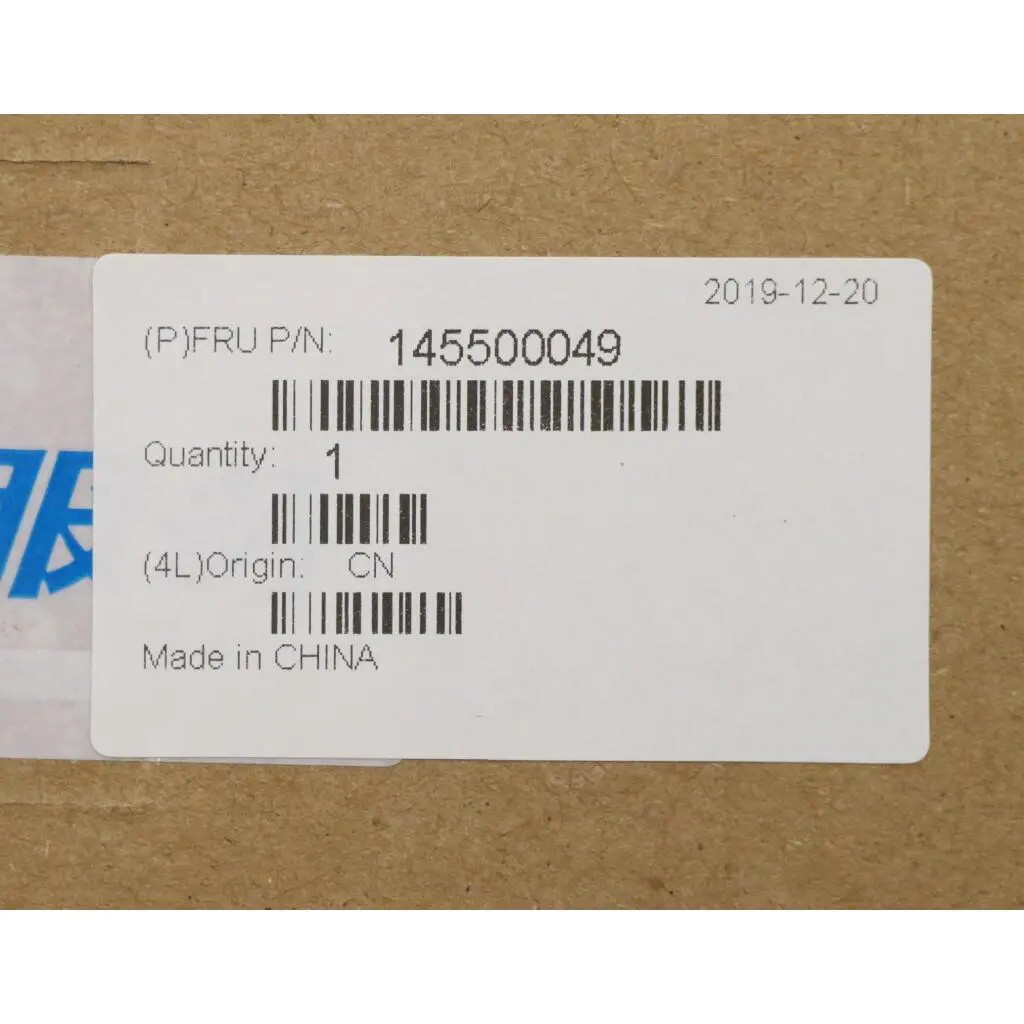 2019-12-20
(P)FRU P/N: 145500049
Quantity: 1
(4L)Origin: CN
Made in CHINA